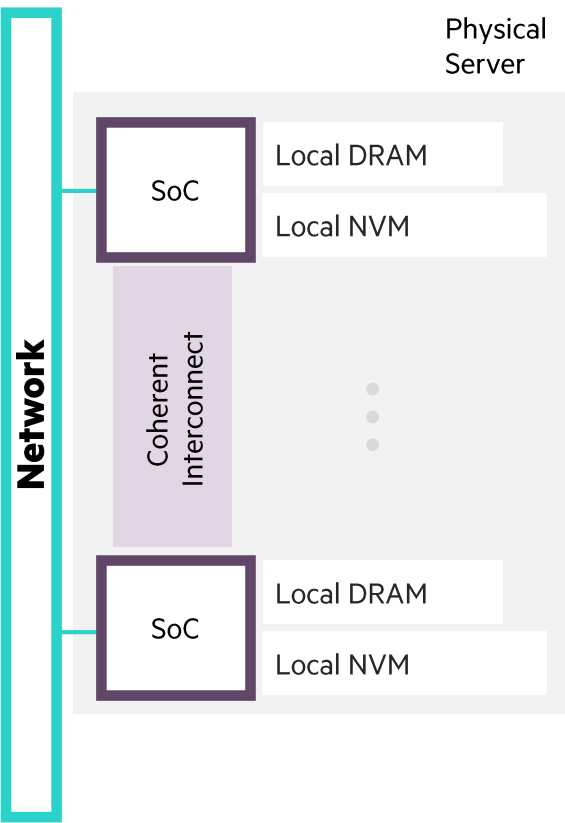 Physical
Server
Network
SoC
Local DRAM
Local NVM
Coherent
Interconnect
SoC
Local DRAM
Local NVM